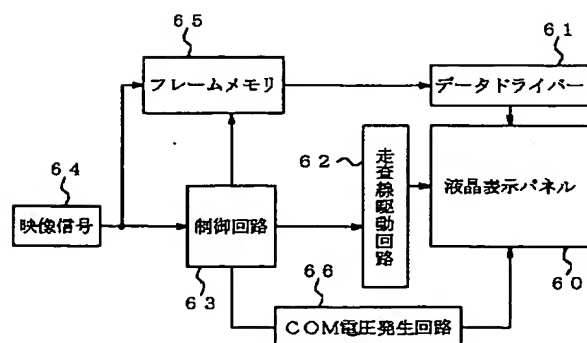 65
フレームメモリ
61
データドライバー
62
走査線駆動回路
液晶表示パネル
64
映像信号
制御回路
63
66
60
COM電圧発生回路